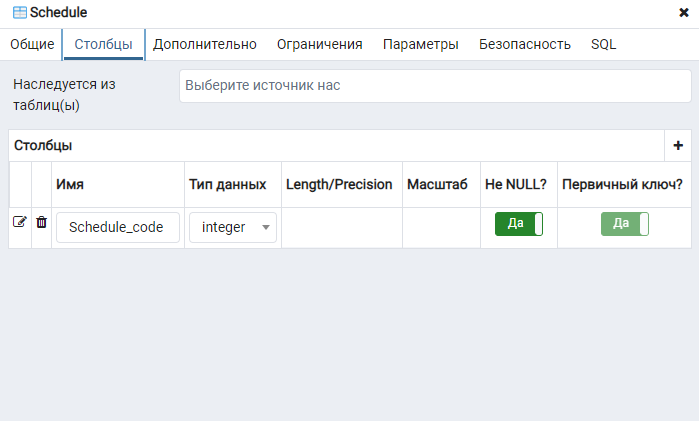 Schedule
Общие Столбцы Дополнительно Ограничения Параметры Безопасность SQL
Наследуется из
таблиц(ы)
Выберите источник нас
Столбцы
Имя Тип данных Length/Precision Масштаб Не NULL? Первичный ключ?
Schedule_code integer Да Да